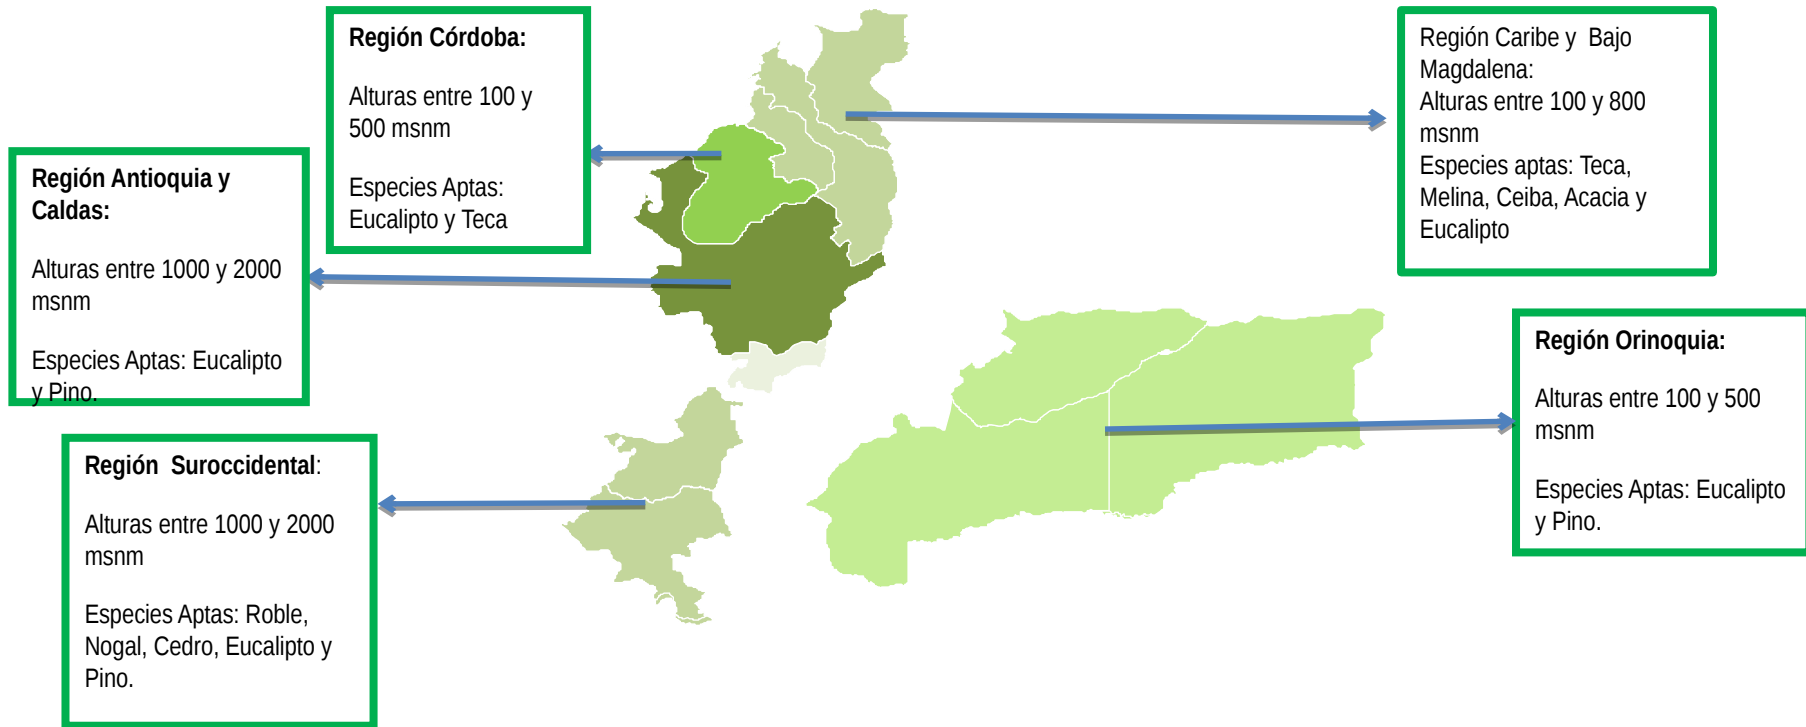 Región Córdoba:
Alturas entre 100 y
500 msnm
Especies Aptas:
Eucalipto y Teca
Región Caribe y Bajo
Magdalena:
Alturas entre 100 y 800
msnm
Especies aptas: Teca,
Melina, Ceiba, Acacia y
Eucalipto
Región Antioquia y
Caldas:
Alturas entre 1000 y 2000
msnm
Especies Aptas: Eucalipto
y Pino.
Región Orinoquia:
Alturas entre 100 y 500
msnm
Especies Aptas: Eucalipto
y Pino.
Región Suroccidental:
Alturas entre 1000 y 2000
msnm
Especies Aptas: Roble,
Nogal, Cedro, Eucalipto y
Pino.